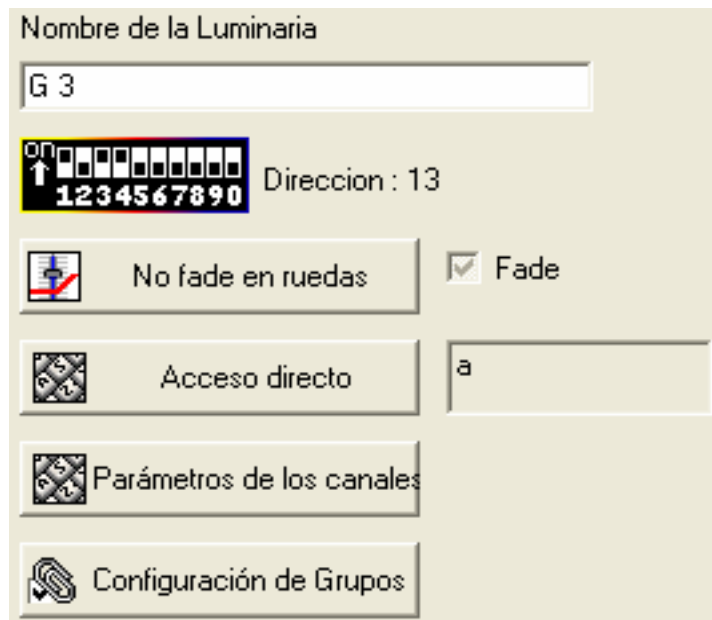 Nombre de la Luminaria
G 3
on
1234567890
Direccion : 13
No fade en ruedas
Fade
Acceso directo
a
Parámetros de los canales
Configuración de Grupos